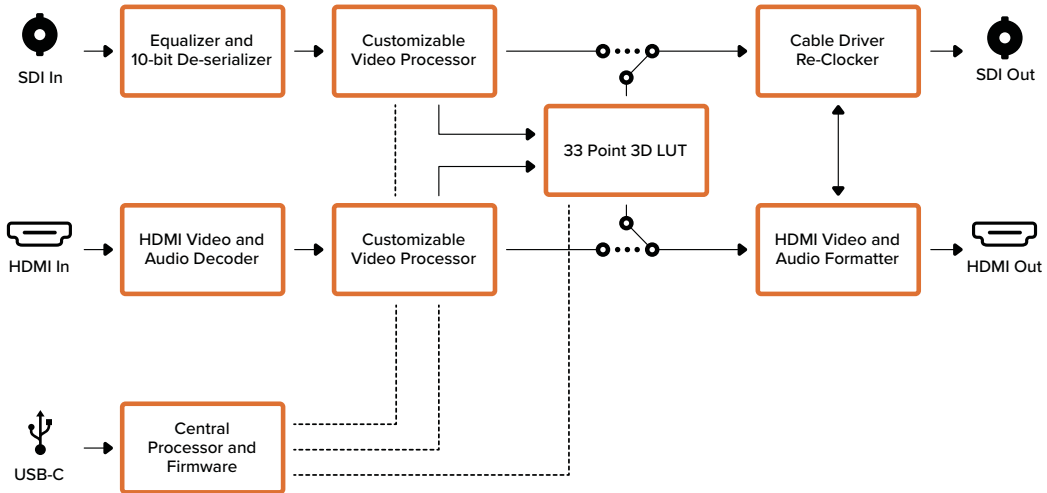 SDI In
Equalizer and
10-bit De-serializer
Customizable
Video Processor
Cable Driver
Re-Clocker
SDI Out
33 Point 3D LUT
HDMI In
HDMI Video and
Audio Decoder
Customizable
Video Processor
HDMI Video and
Audio Formatter
HDMI Out
USB-C
Central
Processor and
Firmware